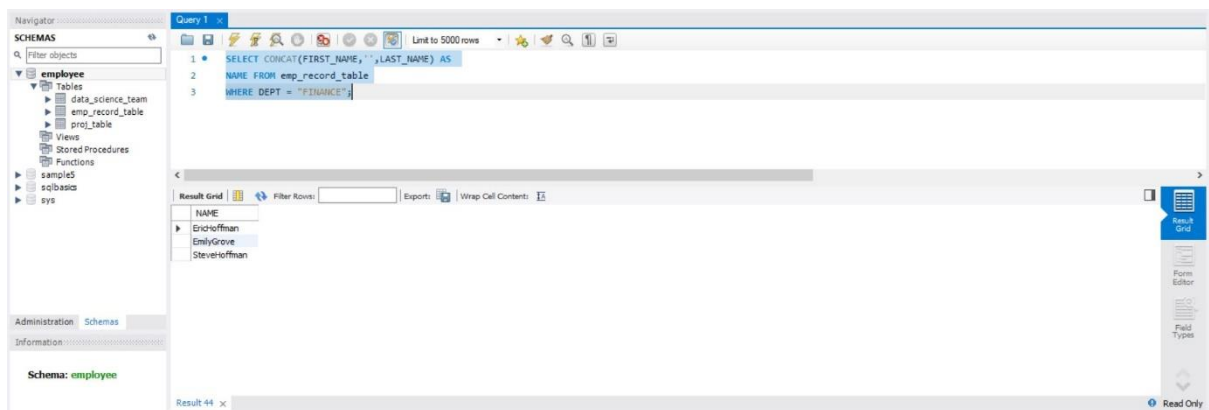 Navigator
SCHEMAS
Filter objects
employee
Tables
data_science_team
emp_record_table
proj_table
Views
Stored Procedures
Functions
sample5
sqlbasics
sys
Administration Schemas
Information
Schema: employee
Query 1
Limit to 5000 rows
1 SELECT CONCAT(FIRST_NAME,'',LAST_NAME) AS
2 NAME FROM emp_record_table
3 WHERE DEPT = "FINANCE";
Result Grid Filter Rows: Export: Wrap Cell Content:
NAME
EricHoffman
EmilyGrove
SteveHoffman
Result
Grid
Form
Editor
Field
Types
Result 44
Read Only